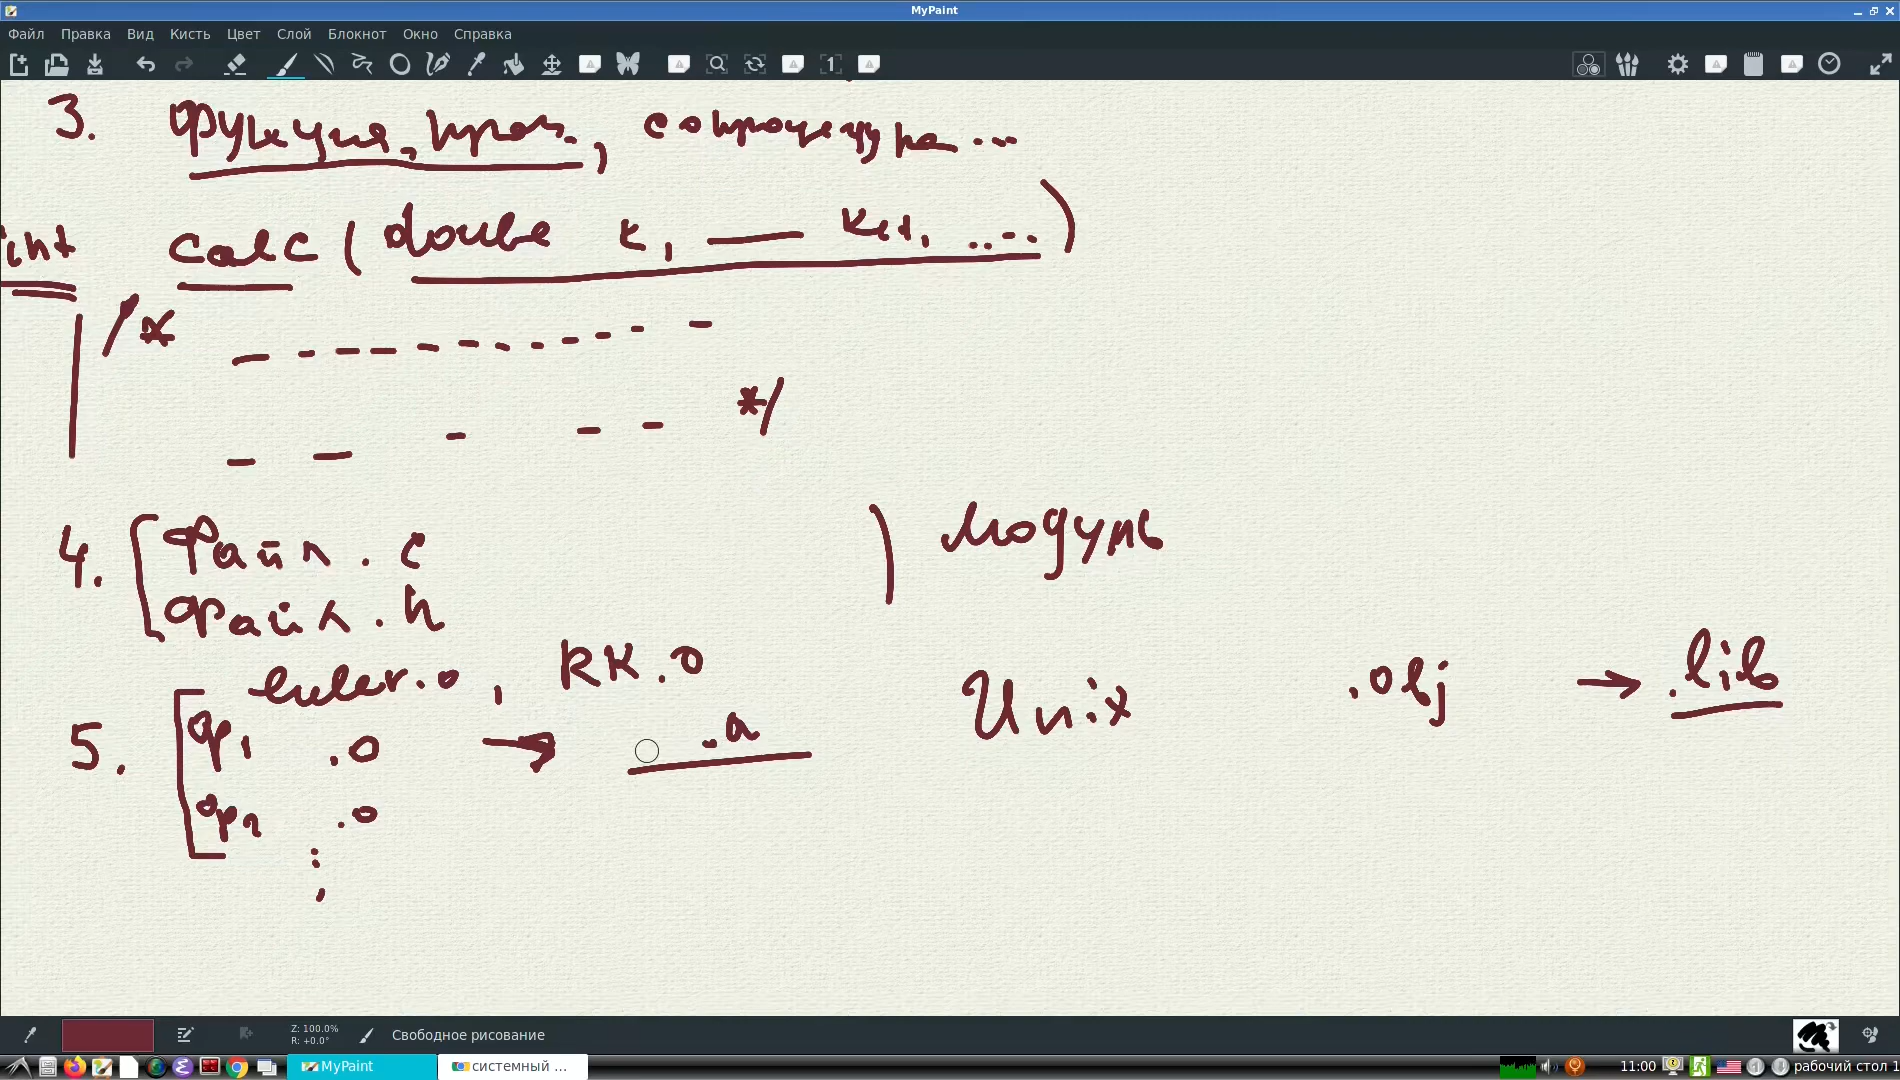 MyPaint
Файл Правка Вид Кисть Цвет Слой Блокнот Окно Справка
3. функция, проц., сопроцедура...
int calc (double k, — k+1, ....)
/*
*/
4. файл.c ) модуль
файл.h
euler.o, RK.o
5. ф1 .o → .a Unix .obj → .lib
ф2 .o
Z: 100.0%
R: +0.0°
Свободное рисование
MyPaint системный ... 11:00 рабочий стол 1